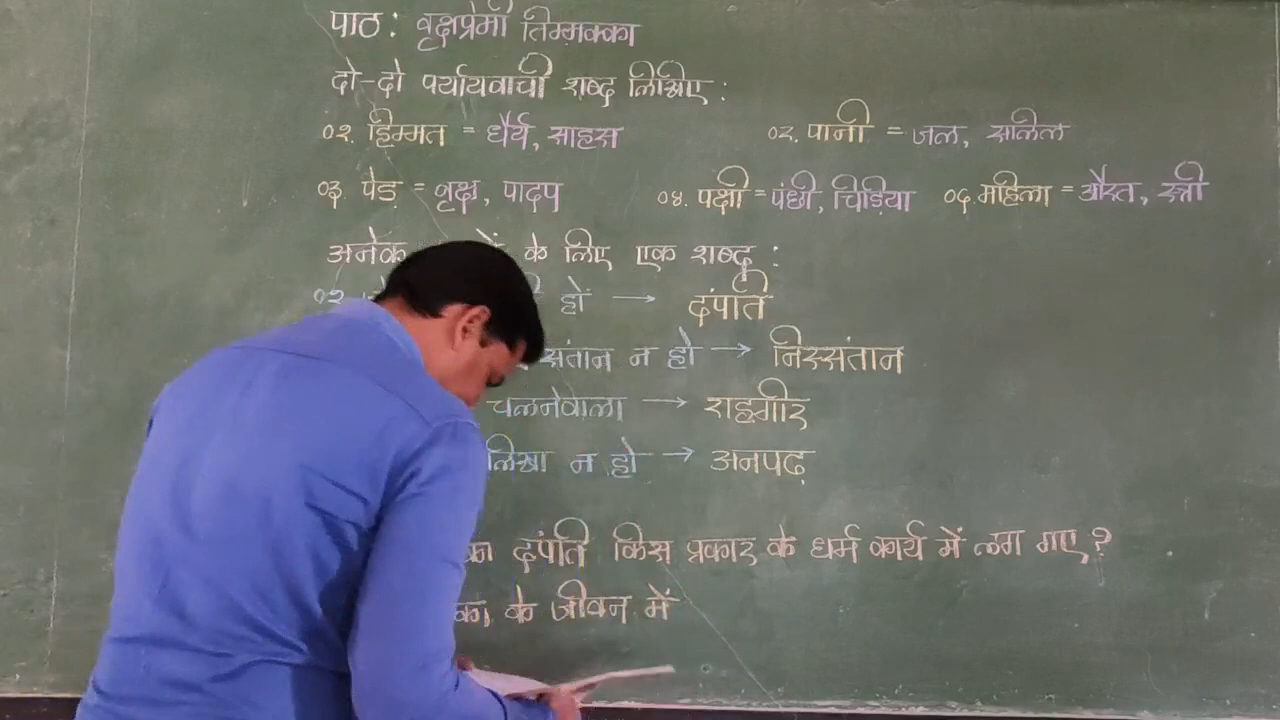 पाठ : वृक्षप्रेमी तिम्मक्का
दो-दो पर्यायवाची शब्द लिखिए :
०१. हिम्मत = धैर्य, साहस ०२. पानी = जल, सलिल
०३. पेड़ = वृक्ष, पादप ०४. पक्षी = पंछी, चिड़िया ०५. महिला = औरत, स्त्री
अनेक के लिए एक शब्द :
०१. हों → दंपति
संतान न हो → निस्संतान
चलनेवाला → राहगीर
लिखा न हो → अनपढ़
दंपति किस प्रकार के धर्म कार्य में लग गए ?
के जीवन में